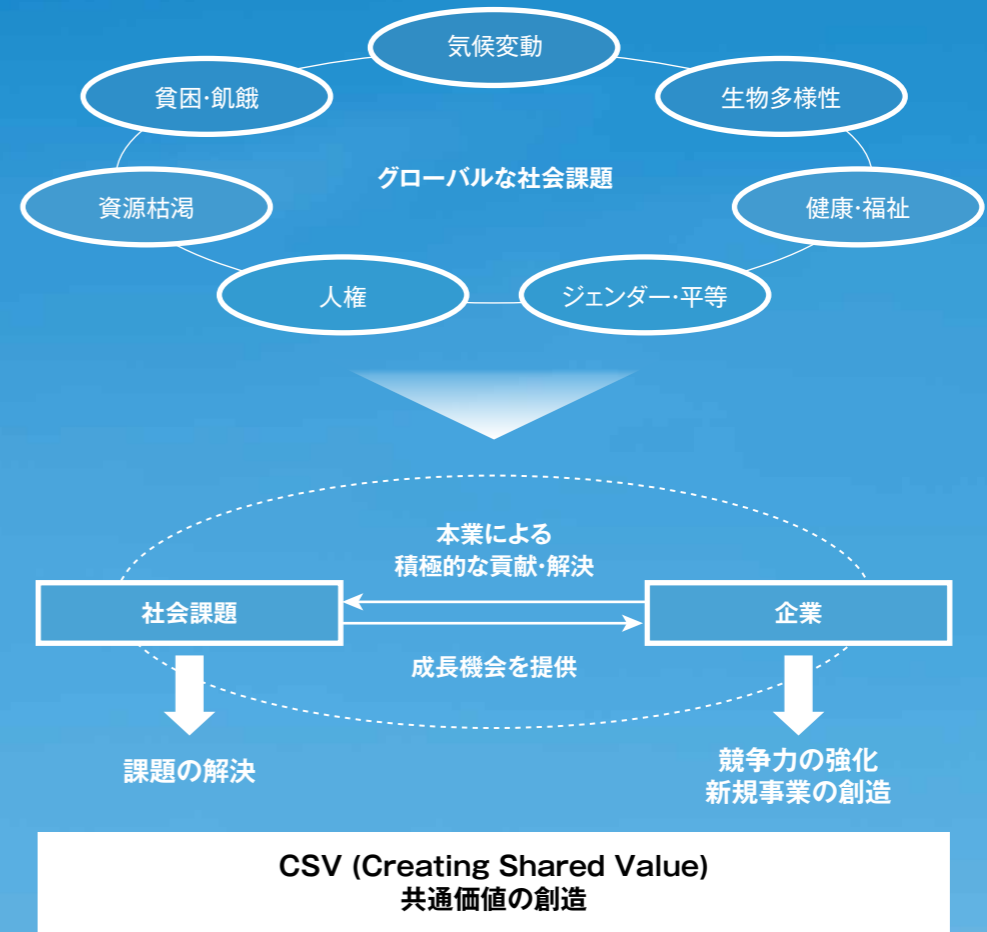 気候変動
貧困·飢餓
生物多様性
グローバルな社会課題
資源枯渇
健康·福祉
人権
ジェンダー·平等
本業による
積極的な貢献·解決
社会課題
企業
成長機会を提供
課題の解決
競争力の強化
新規事業の創造
CSV (Creating Shared Value)
共通価値の創造